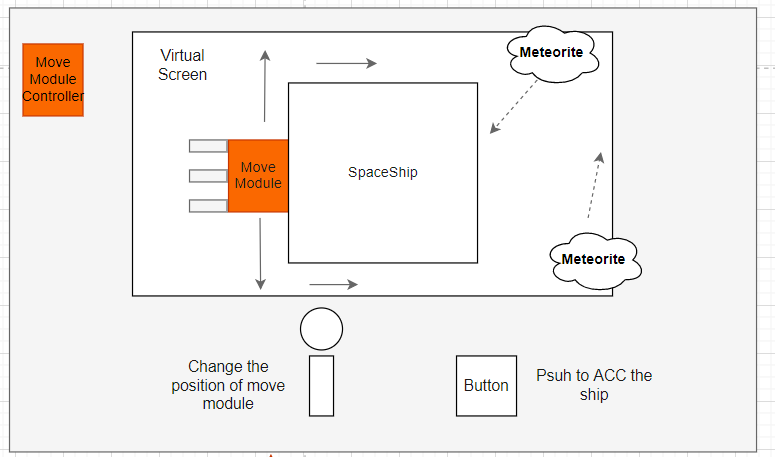 Virtual
Screen
Meteorite
Move
Module
Controller
Move
Module
SpaceShip
Meteorite
Change the
position of move
module
Button
Psuh to ACC the
ship